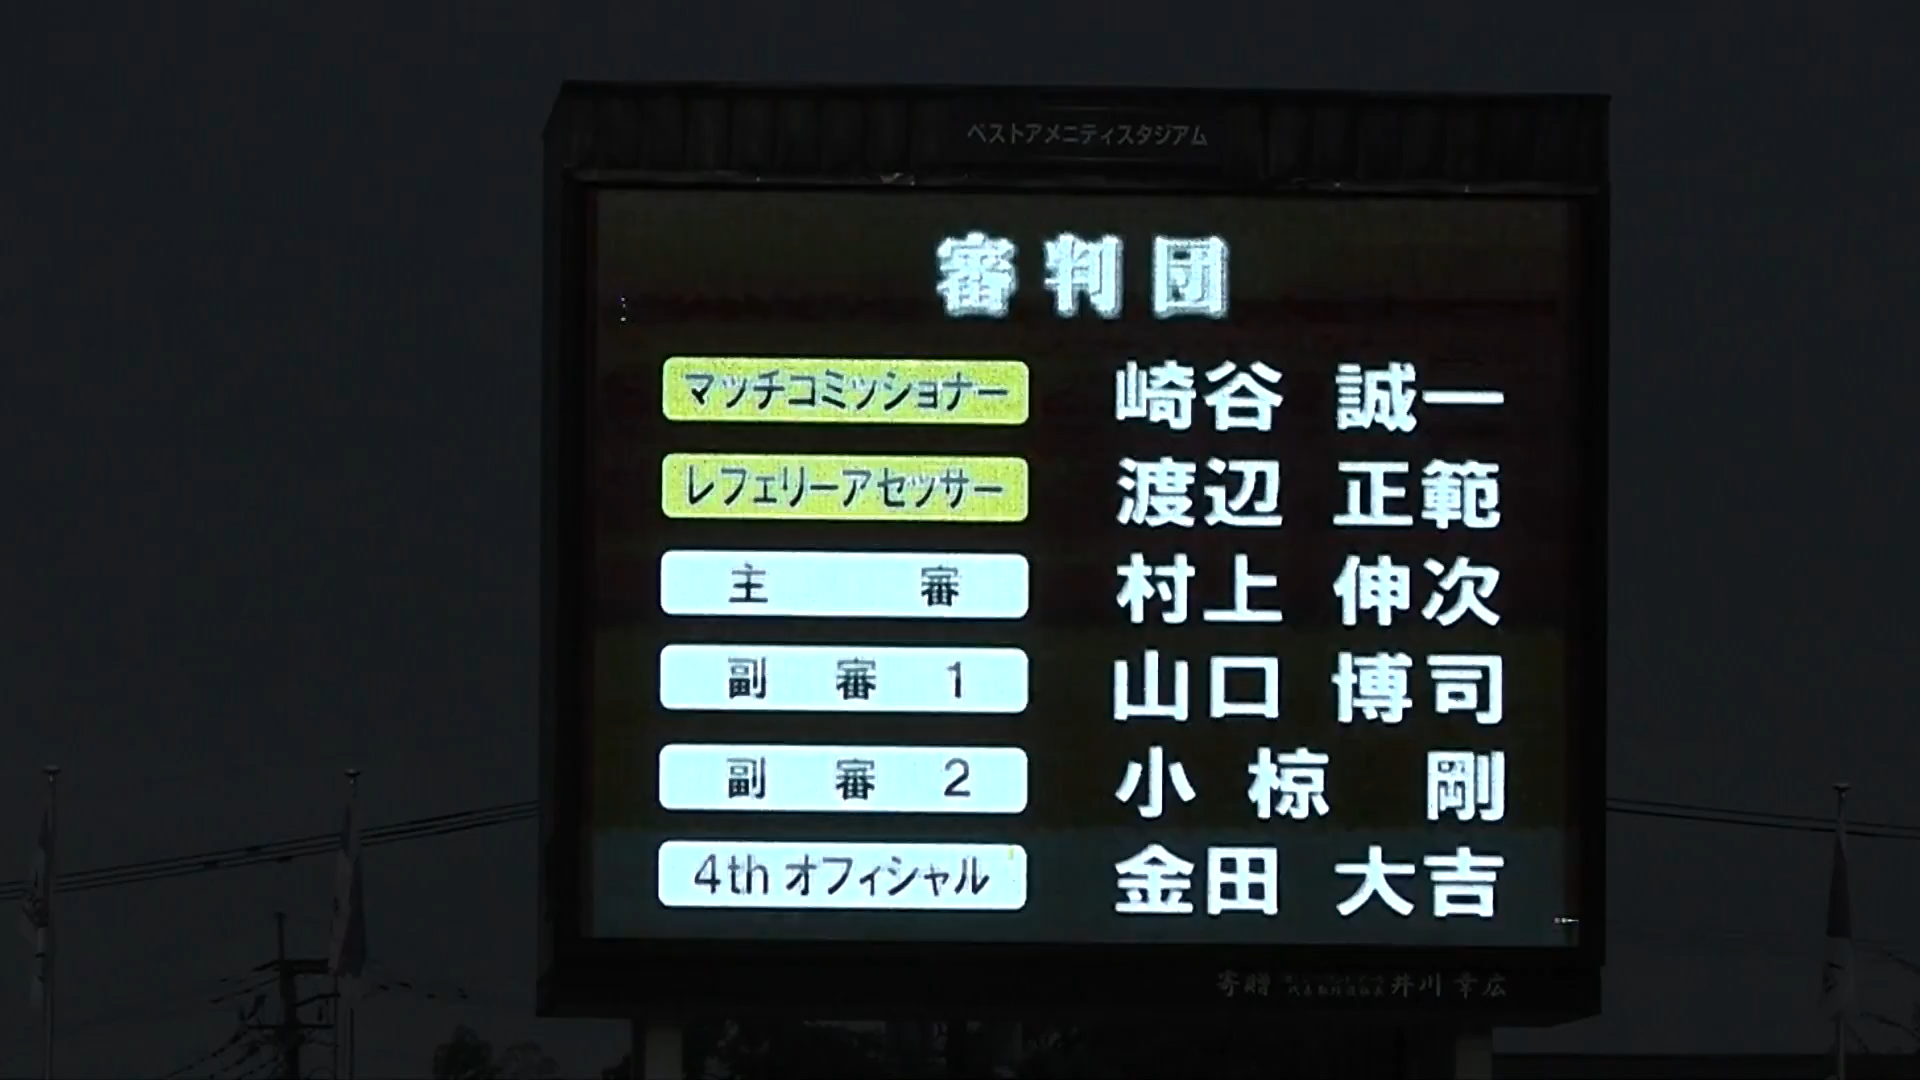 ベストアメニティスタジアム
審判団
マッチコミッショナー 崎谷 誠一
レフェリーアセッサー 渡辺 正範
主審 村上 伸次
副審1 山口 博司
副審2 小椋 剛
4th オフィシャル 金田 大吉
寄贈 井川 幸広